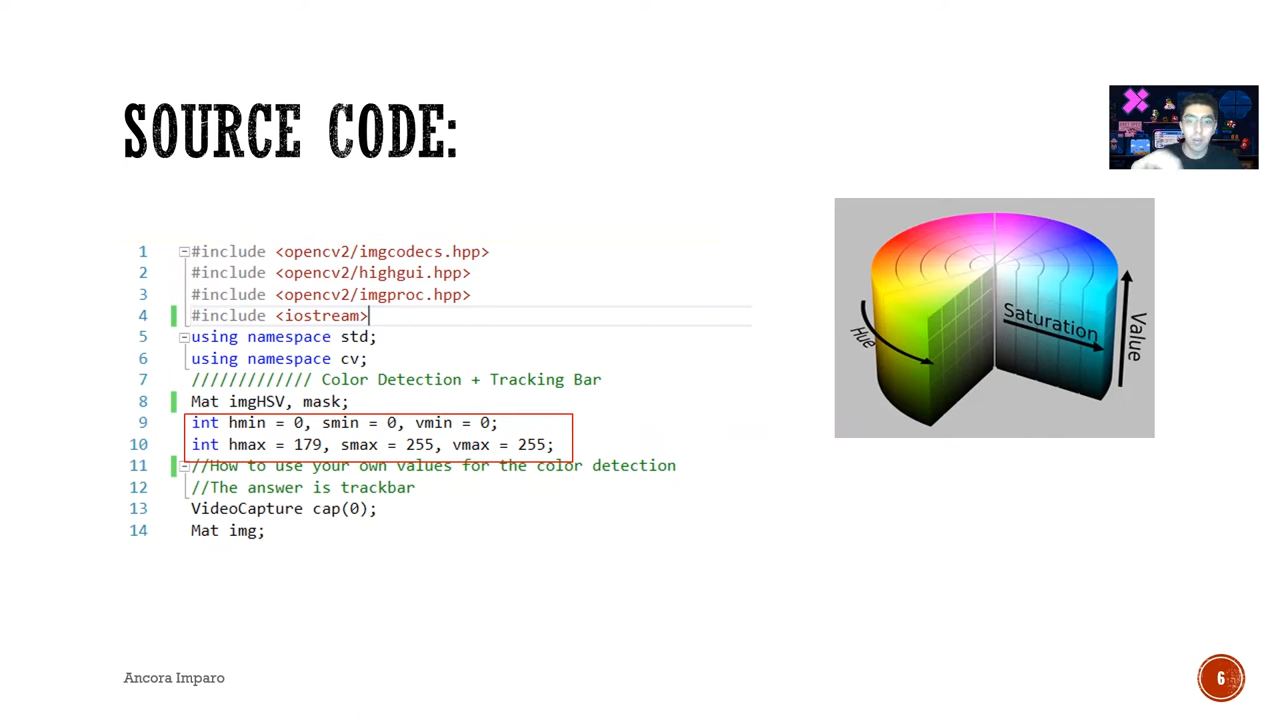 SOURCE CODE:
1 #include <opencv2/imgcodecs.hpp>
2 #include <opencv2/highgui.hpp>
3 #include <opencv2/imgproc.hpp>
4 #include <iostream>
5 using namespace std;
6 using namespace cv;
7 ///////////// Color Detection + Tracking Bar
8 Mat imgHSV, mask;
9 int hmin = 0, smin = 0, vmin = 0;
10 int hmax = 179, smax = 255, vmax = 255;
11 //How to use your own values for the color detection
12 //The answer is trackbar
13 VideoCapture cap(0);
14 Mat img;
Hue
Saturation
Value
Ancora Imparo
6